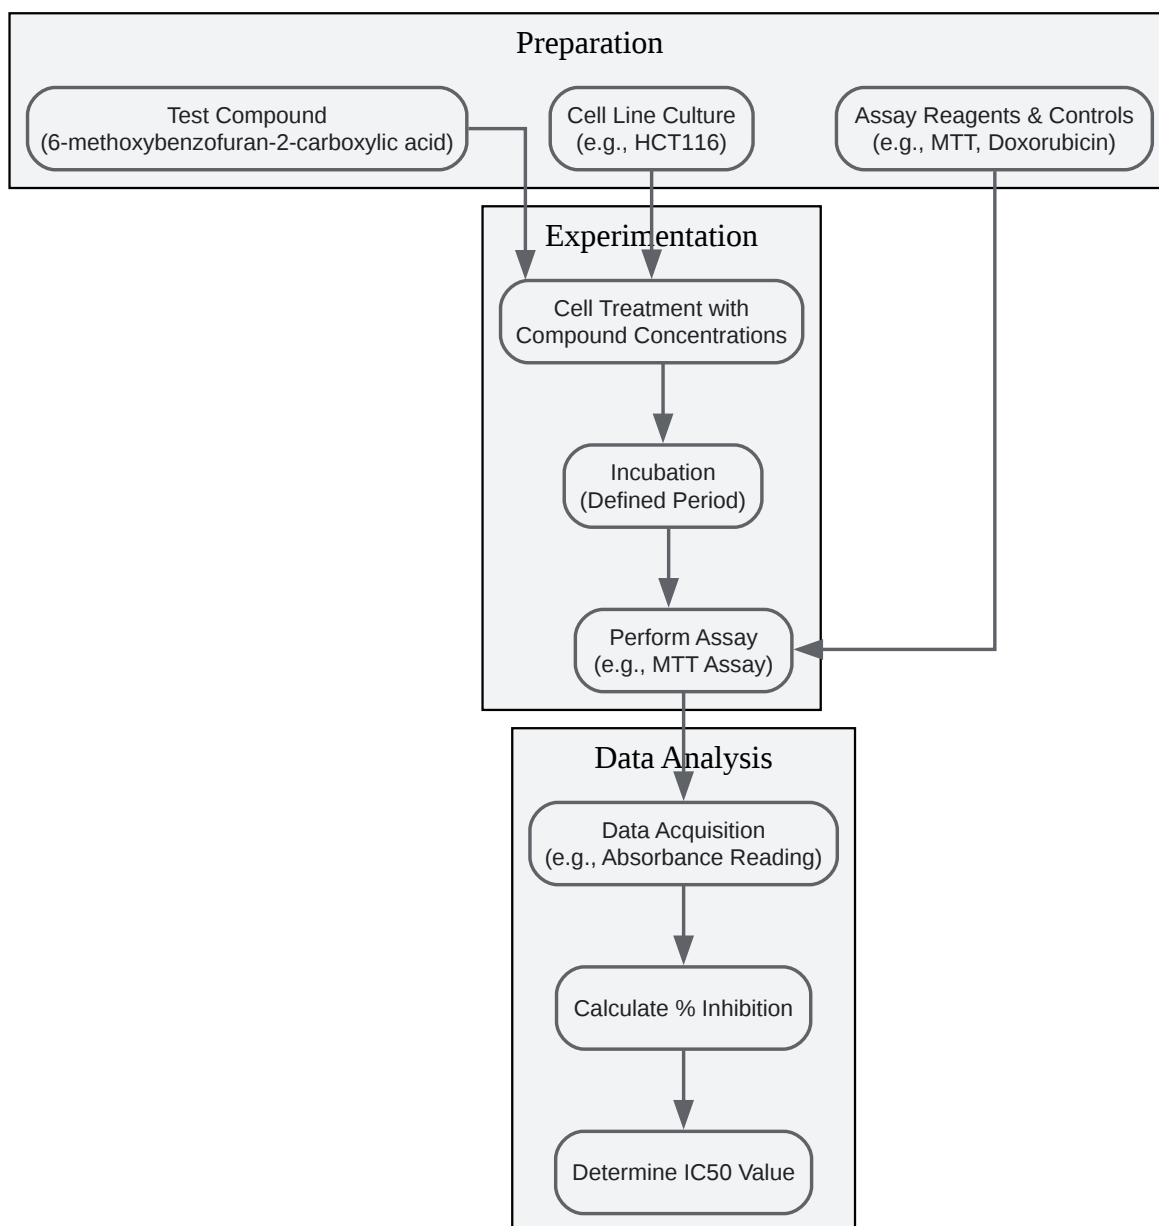 Preparation
Test Compound
(6-methoxybenzofuran-2-carboxylic acid)
Cell Line Culture
(e.g., HCT116)
Assay Reagents & Controls
(e.g., MTT, Doxorubicin)
Experimentation
Cell Treatment with
Compound Concentrations
Incubation
(Defined Period)
Perform Assay
(e.g., MTT Assay)
Data Analysis
Data Acquisition
(e.g., Absorbance Reading)
Calculate % Inhibition
Determine IC50 Value